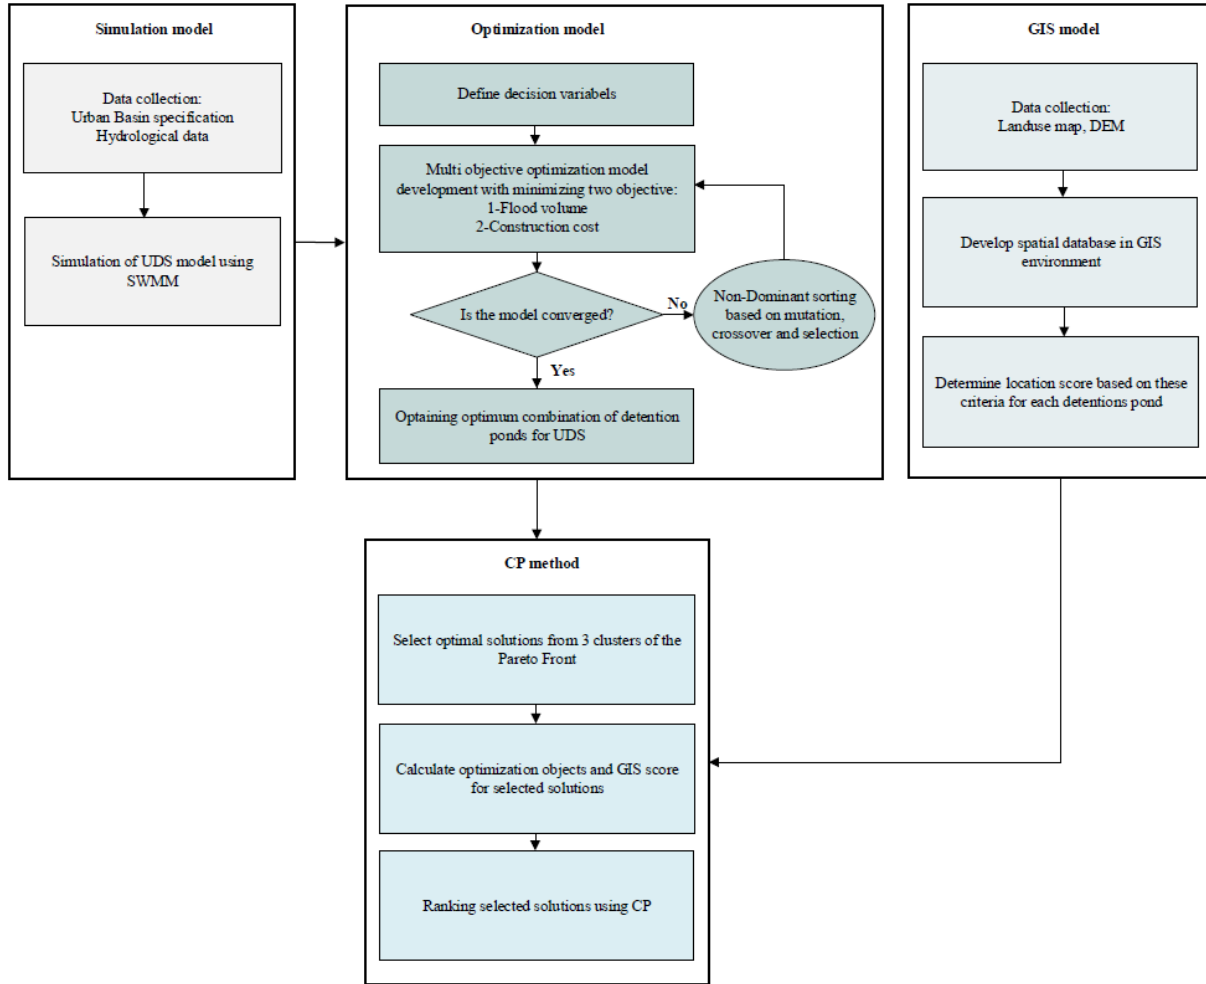 Simulation model
Data collection:
Urban Basin specification
Hydrological data
Simulation of UDS model using
SWMM
Optimization model
Define decision variabels
Multi objective optimization model
development with minimizing two objective:
1-Flood volume
2-Construction cost
Is the model converged?
No
Non-Dominant sorting
based on mutation,
crossover and selection
Yes
Optaining optimum combination of detention
ponds for UDS
GIS model
Data collection:
Landuse map, DEM
Develop spatial database in GIS
environment
Determine location score based on these
criteria for each detentions pond
CP method
Select optimal solutions from 3 clusters of the
Pareto Front
Calculate optimization objects and GIS score
for selected solutions
Ranking selected solutions using CP